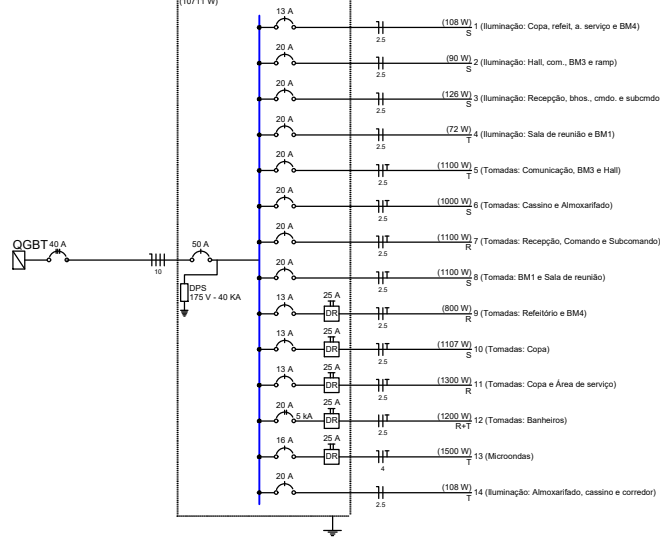 (10711 W)
13 A
2.5
(108 W)
S
1 (Iluminação: Copa, refeit, a. serviço e BM4)
20 A
2.5
(90 W)
S
2 (Iluminação: Hall, com., BM3 e ramp)
20 A
2.5
(126 W)
S
3 (Iluminação: Recepção, bhos., cmdo. e subcmdo
20 A
2.5
(72 W)
T
4 (Iluminação: Sala de reunião e BM1)
20 A
2.5
(1100 W)
T
5 (Tomadas: Comunicação, BM3 e Hall)
20 A
2.5
(1000 W)
S
6 (Tomadas: Cassino e Almoxarifado)
QGBT 40 A
10
50 A
DPS
175 V - 40 KA
20 A
2.5
(1100 W)
R
7 (Tomadas: Recepção, Comando e Subcomando)
20 A
2.5
(1100 W)
S
8 (Tomada: BM1 e Sala de reunião)
13 A
25 A
DR
2.5
(800 W)
R
9 (Tomadas: Refeitório e BM4)
13 A
25 A
DR
2.5
(1107 W)
S
10 (Tomadas: Copa)
13 A
25 A
DR
2.5
(1300 W)
R
11 (Tomadas: Copa e Área de serviço)
20 A
5 kA
25 A
DR
2.5
(1200 W)
R+T
12 (Tomadas: Banheiros)
16 A
25 A
DR
4
(1500 W)
T
13 (Microondas)
20 A
2.5
(108 W)
T
14 (Iluminação: Almoxarifado, cassino e corredor)